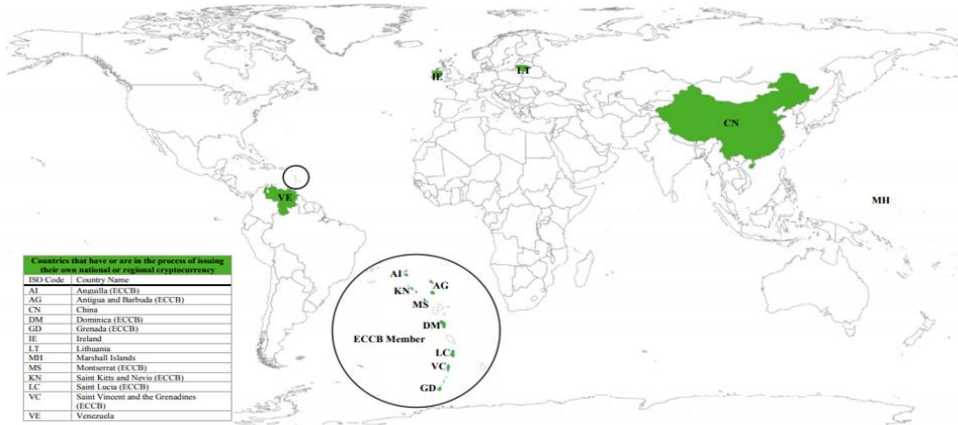 IE
LT
CN
VE
MH
AI
AG
KN
MS
DM
ECCB Member
LC
VC
GD
Countries that have or are in the process of issuing
their own national or regional cryptocurrency
ISO Code Country Name
AI Anguilla (ECCB)
AG Antigua and Barbuda (ECCB)
CN China
DM Dominica (ECCB)
GD Grenada (ECCB)
IE Ireland
LT Lithuania
MH Marshall Islands
MS Montserrat (ECCB)
KN Saint Kitts and Nevis (ECCB)
LC Saint Lucia (ECCB)
VC Saint Vincent and the Grenadines
(ECCB)
VE Venezuela